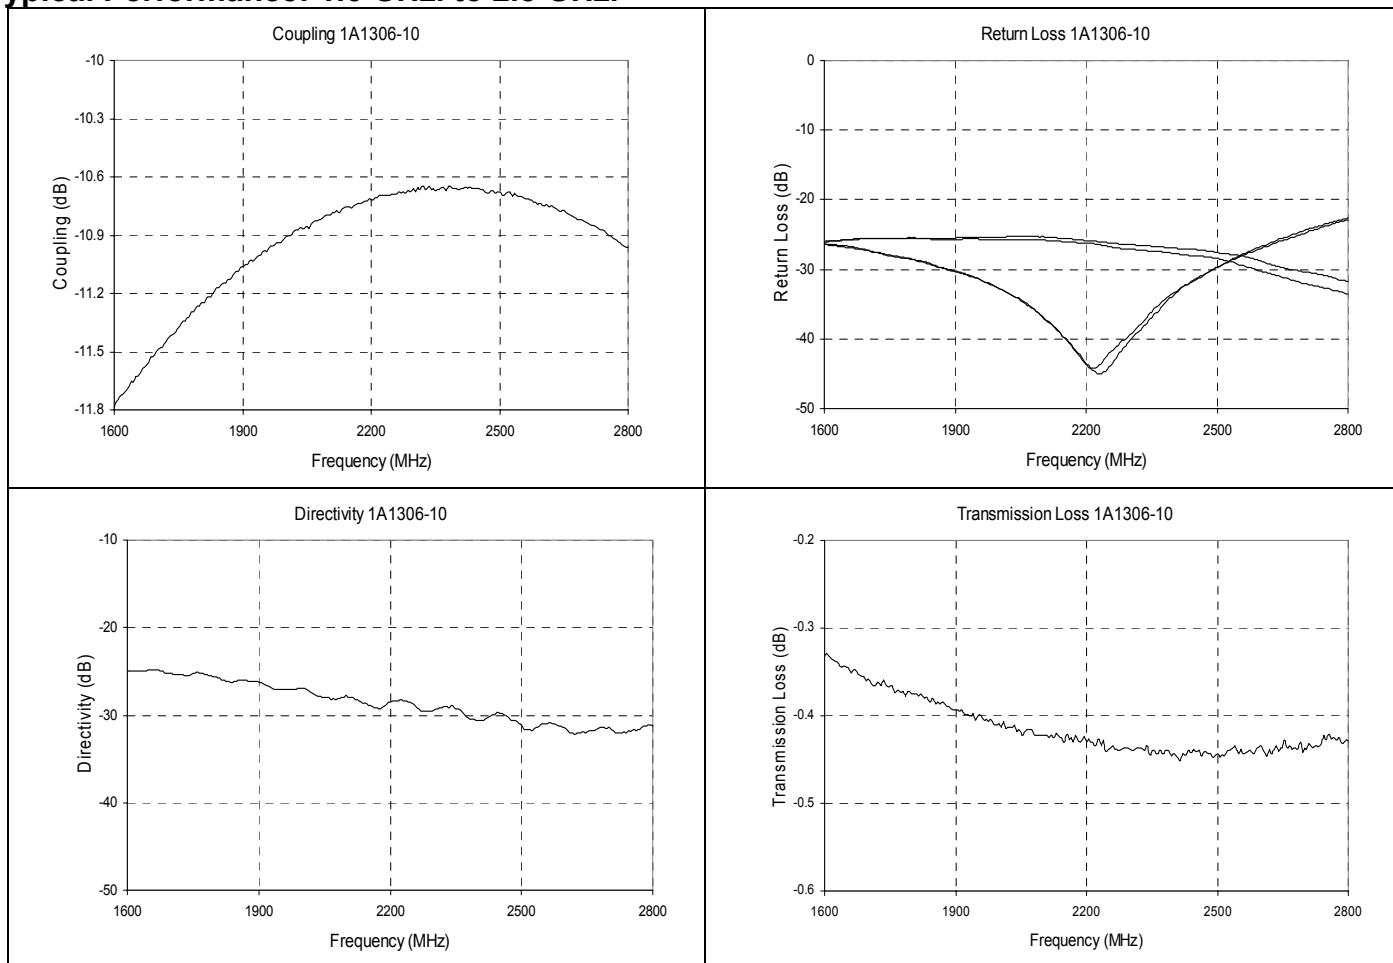 Coupling 1A1306-10
-10
-10.3
-10.6
-10.9
-11.2
-11.5
-11.8
Coupling (dB)
1600 1900 2200 2500 2800
Frequency (MHz)
Return Loss 1A1306-10
0
-10
-20
-30
-40
-50
Return Loss (dB)
1600 1900 2200 2500 2800
Frequency (MHz)
Directivity 1A1306-10
-10
-20
-30
-40
-50
Directivity (dB)
1600 1900 2200 2500 2800
Frequency (MHz)
Transmission Loss 1A1306-10
-0.2
-0.3
-0.4
-0.5
-0.6
Transmission Loss (dB)
1600 1900 2200 2500 2800
Frequency (MHz)